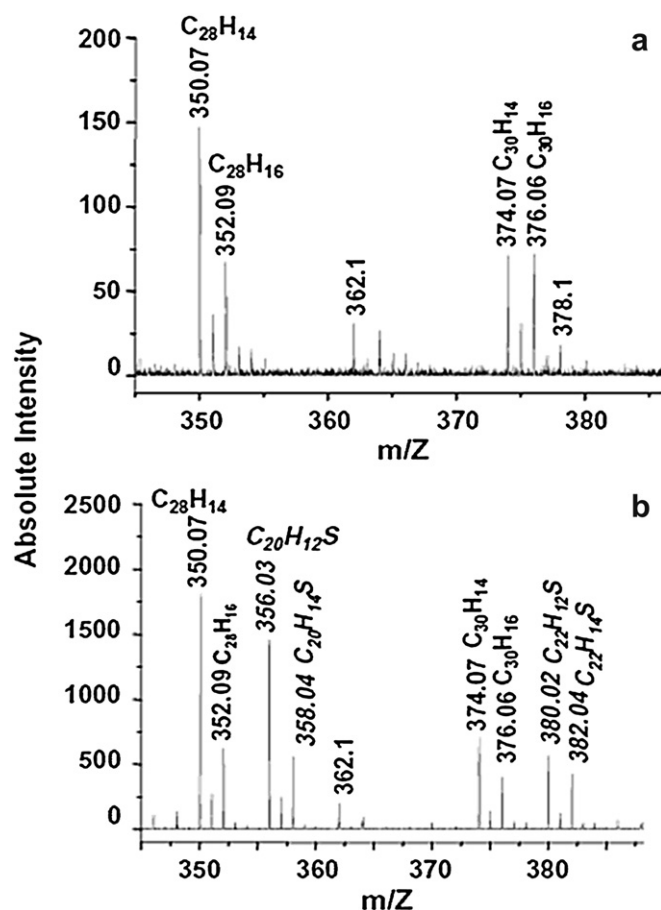 a
Absolute Intensity
200
150
100
50
0
C₂₈H₁₄
350.07
C₂₈H₁₆
352.09
362.1
374.07 C₃₀H₁₄
376.06 C₃₀H₁₆
378.1
350 360 370 380
m/Z
b
2500
2000
1500
1000
500
0
C₂₈H₁₄
350.07
352.09 C₂₈H₁₆
C₂₀H₁₂S
356.03
358.04 C₂₀H₁₄S
362.1
374.07 C₃₀H₁₄
376.06 C₃₀H₁₆
380.02 C₂₂H₁₂S
382.04 C₂₂H₁₄S
350 360 370 380
m/Z